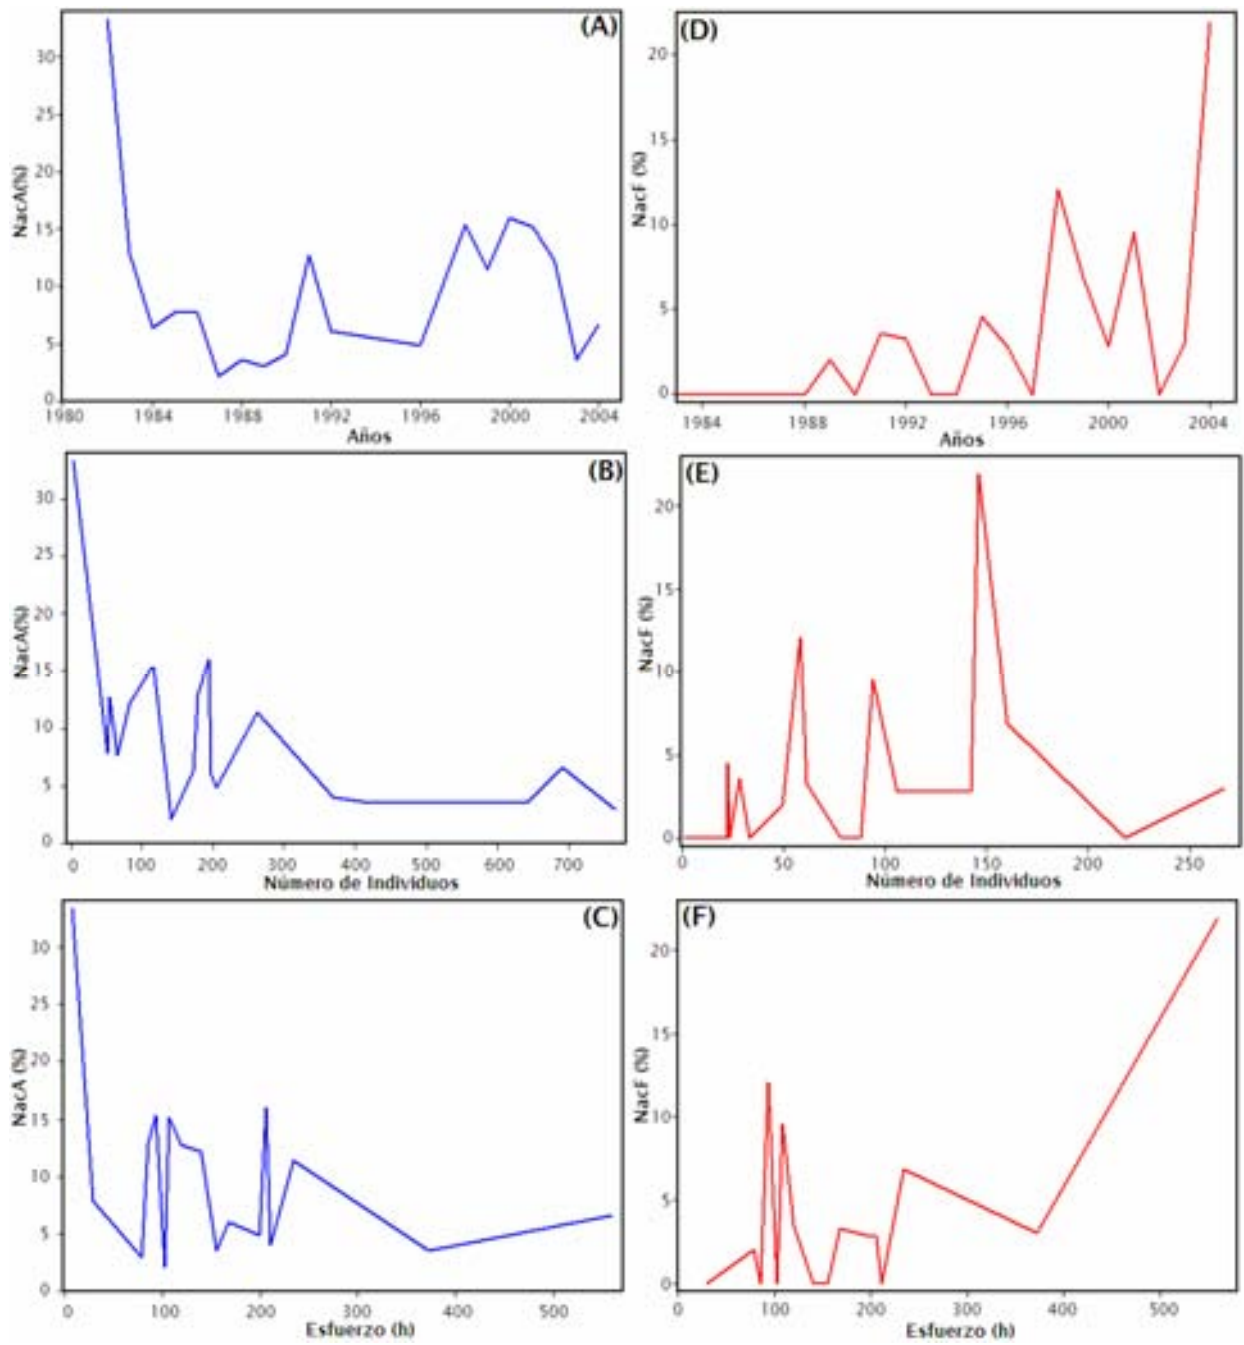 (A)
30
25
20
15
10
5
0
NacA(%)
1980 1984 1988 1992 1996 2000 2004
Años
(D)
20
15
10
5
0
NacF (%)
1984 1988 1992 1996 2000 2004
Años
(B)
30
25
20
15
10
5
0
NacA(%)
0 100 200 300 400 500 600 700
Número de Individuos
(E)
20
15
10
5
0
NacF (%)
0 50 100 150 200 250
Número de Individuos
(C)
30
25
20
15
10
5
0
NacA (%)
0 100 200 300 400 500
Esfuerzo (h)
(F)
20
15
10
5
0
NacF (%)
0 100 200 300 400 500
Esfuerzo (h)